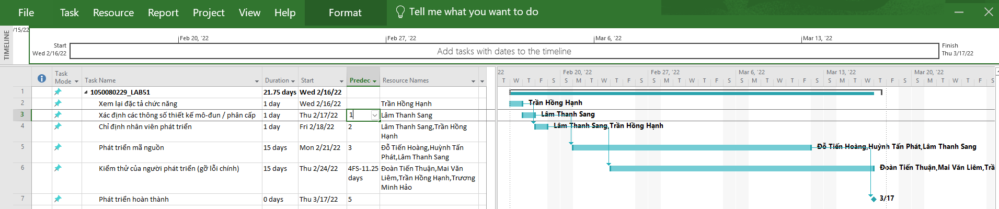 File Task Resource Report Project View Help Format Tell me what you want to do
TIMELINE
/15/22
Feb 20, '22 Feb 27, '22 Mar 6, '22 Mar 13, '22
Start
Wed 2/16/22
Add tasks with dates to the timeline
Finish
Thu 3/17/22
Task Mode Task Name Duration Start Predec Resource Names
22 Feb 20, '22 Feb 27, '22 Mar 6, '22 Mar 13, '22 Mar 20, '22
T W T F S S M T W T F S S M T W T F S S M T W T F S S M T W T F S S M T W T F S
1 1050080229_LAB51 21.75 days Wed 2/16/22
2 Xem lại đặc tả chức năng 1 day Wed 2/16/22 Trần Hồng Hạnh
Trần Hồng Hạnh
3 Xác định các thông số thiết kế mô-đun / phân cấp 1 day Thu 2/17/22 1 Lâm Thanh Sang
Lâm Thanh Sang
4 Chỉ định nhân viên phát triển 1 day Fri 2/18/22 2 Lâm Thanh Sang,Trần Hồng
Hạnh
Lâm Thanh Sang,Trần Hồng Hạnh
5 Phát triển mã nguồn 15 days Mon 2/21/22 3 Đỗ Tiến Hoàng,Huỳnh Tấn
Phát,Lâm Thanh Sang
Đỗ Tiến Hoàng,Huỳnh Tấn Phát,Lâm Thanh Sang
6 Kiểm thử của người phát triển (gỡ lỗi chính) 15 days Thu 2/24/22 4FS-11.25 Đoàn Tiến Thuận,Mai Văn
days Liêm,Trần Hồng Hạnh,Trương
Minh Hảo
Đoàn Tiến Thuận,Mai Văn Liêm,Trầ
7 Phát triển hoàn thành 0 days Thu 3/17/22 5
3/17